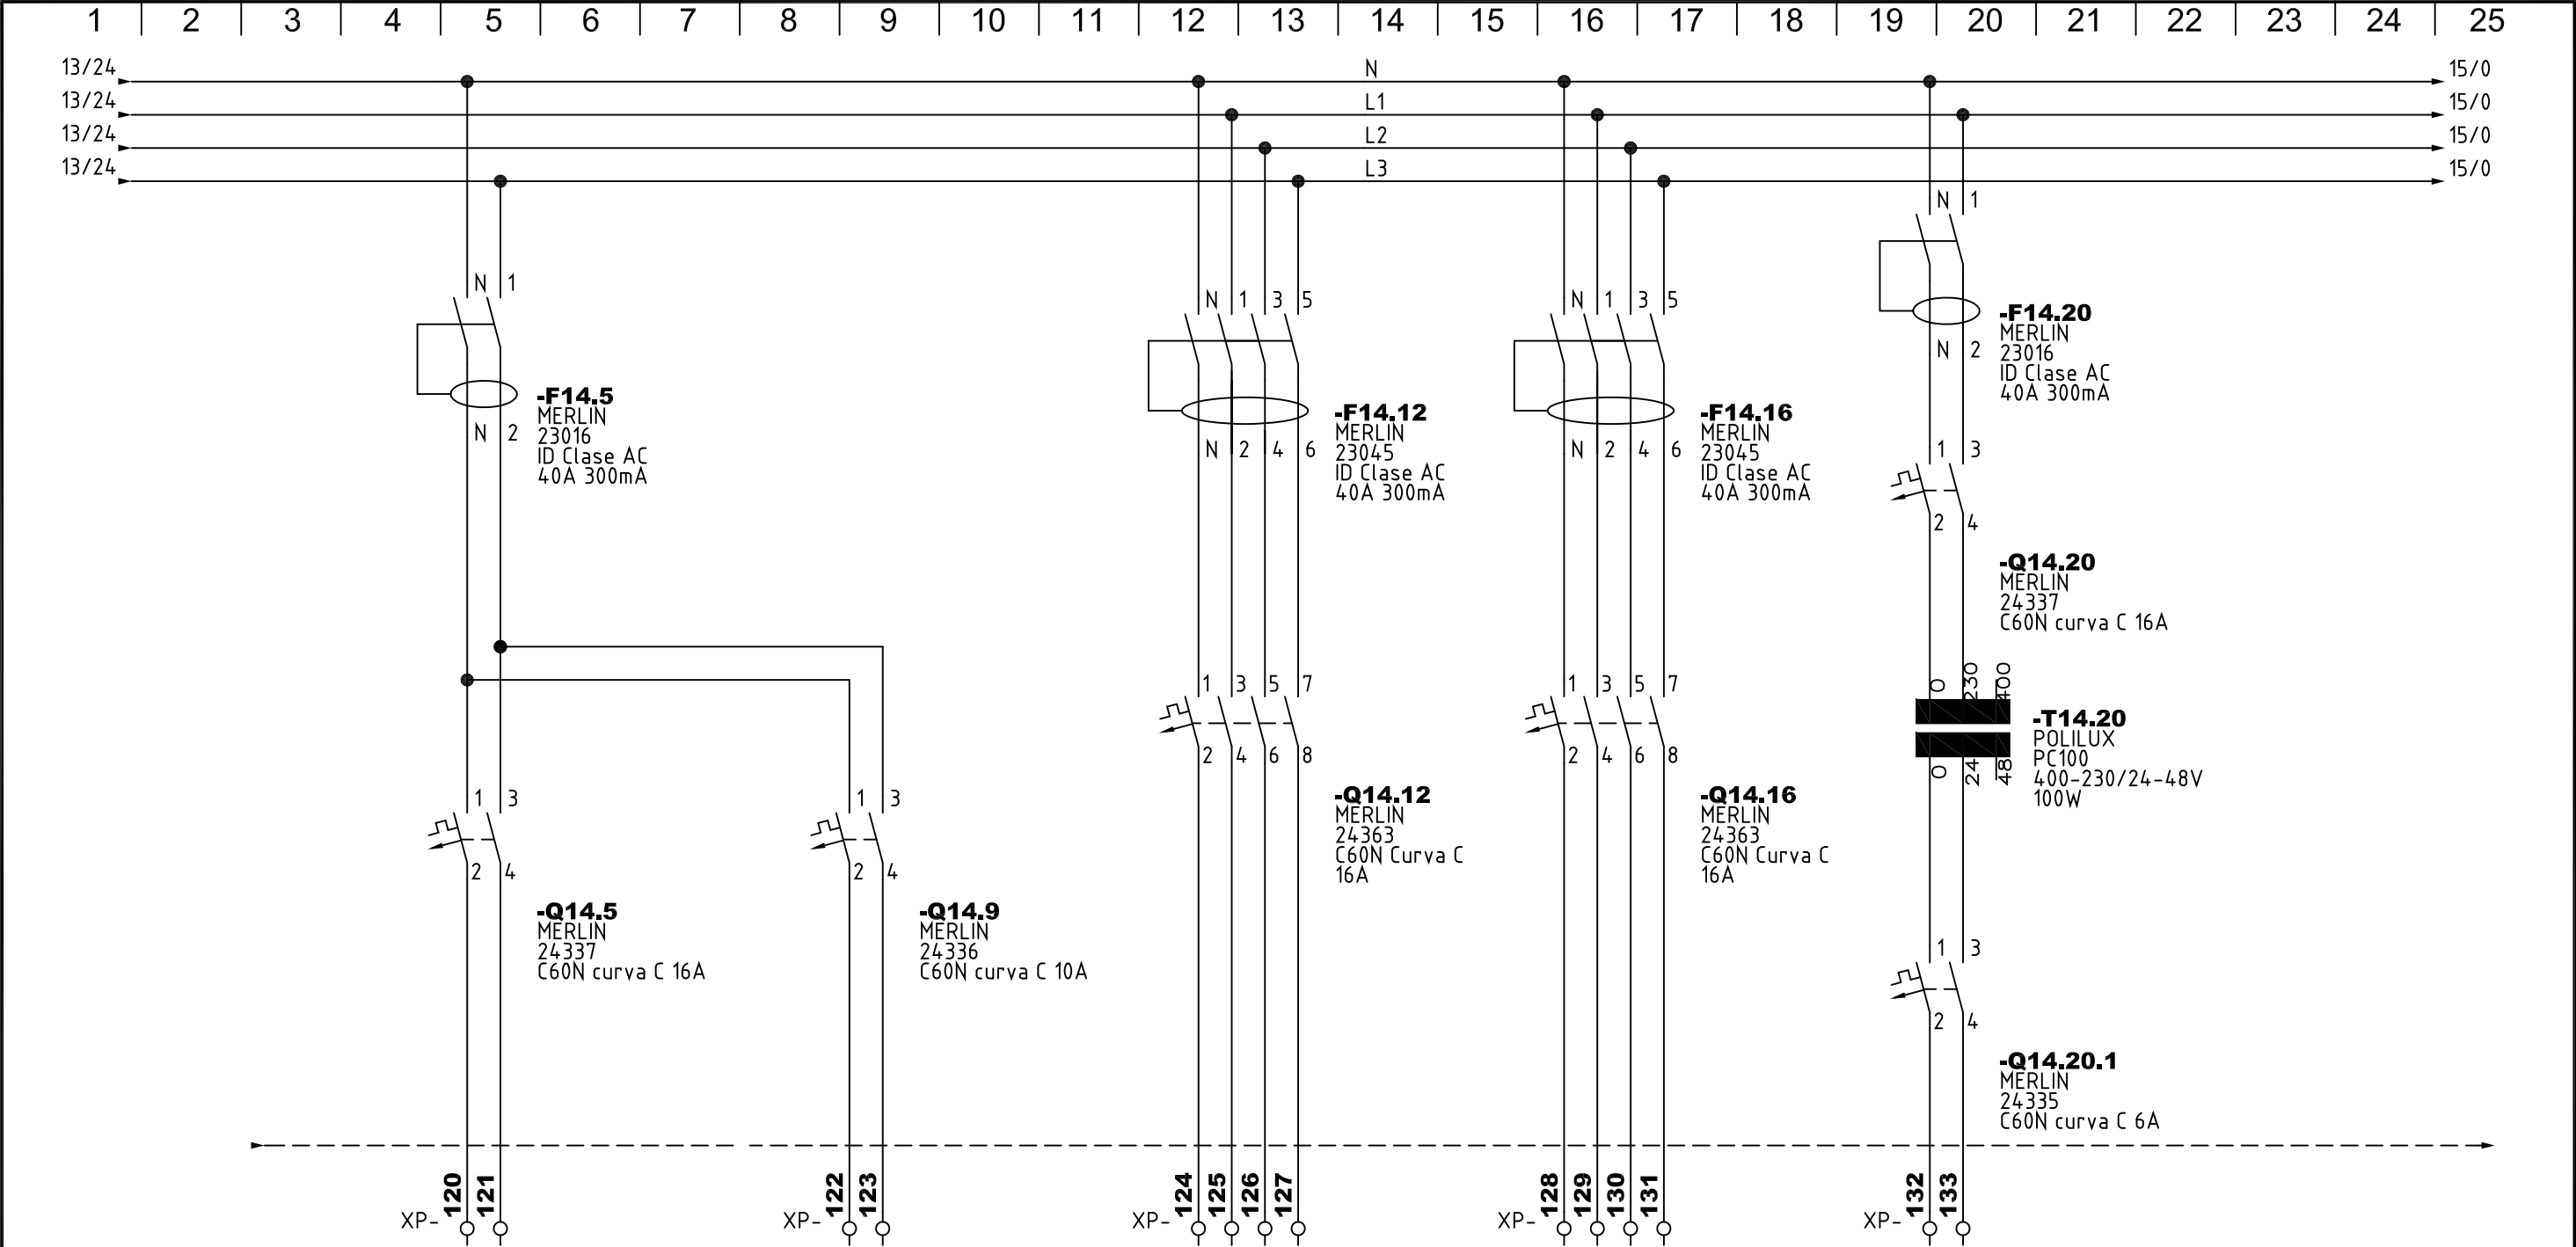 1 2 3 4 5 6 7 8 9 10 11 12 13 14 15 16 17 18 19 20 21 22 23 24 25
13/24 N 15/0
13/24 L1 15/0
13/24 L2 15/0
13/24 L3 15/0
N 1
-F14.5
MERLIN
23016
ID Clase AC
40A 300mA
N 2
1 3
2 4
-Q14.5
MERLIN
24337
C60N curva C 16A
1 3
2 4
-Q14.9
MERLIN
24336
C60N curva C 10A
N 1 3 5
-F14.12
MERLIN
23045
ID Clase AC
40A 300mA
N 2 4 6
1 3 5 7
2 4 6 8
-Q14.12
MERLIN
24363
C60N Curva C
16A
N 1 3 5
-F14.16
MERLIN
23045
ID Clase AC
40A 300mA
N 2 4 6
1 3 5 7
2 4 6 8
-Q14.16
MERLIN
24363
C60N Curva C
16A
N 1
-F14.20
MERLIN
23016
ID Clase AC
40A 300mA
N 2
1 3
2 4
-Q14.20
MERLIN
24337
C60N curva C 16A
0 230 400
-T14.20
POLILUX
PC100
400-230/24-48V
100W
0 24 48
1 3
2 4
-Q14.20.1
MERLIN
24335
C60N curva C 6A
XP- 120 121
XP- 122 123
XP- 124 125 126 127
XP- 128 129 130 131
XP- 132 133